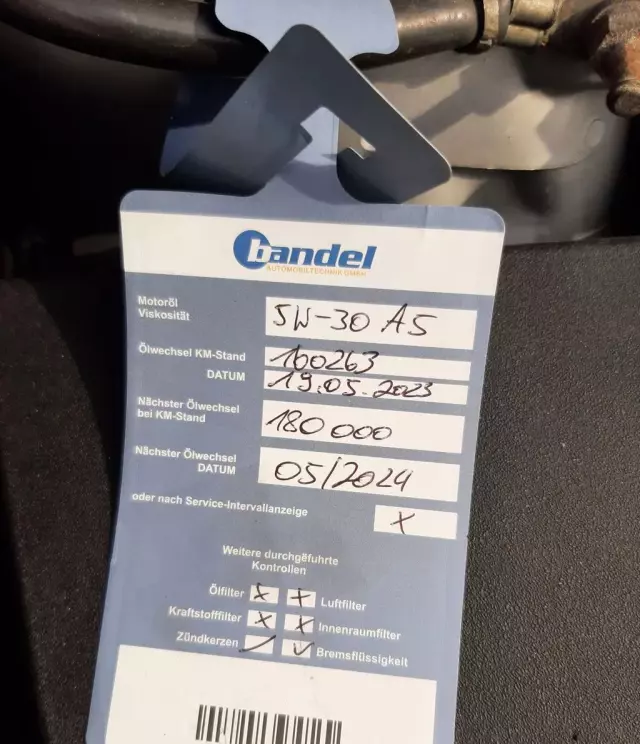 bandel
AUTOMOBILTECHNIK GMBH
Motoröl
Viskosität
5W-30 A5
Ölwechsel KM-Stand 160263
DATUM 19.05.2023
Nächster Ölwechsel
bei KM-Stand
180 000
Nächster Ölwechsel
DATUM
05/2024
oder nach Service-Intervallanzeige
x
Weitere durchgeführte
Kontrollen
Ölfilter x x Luftfilter
Kraftstofffilter x x Innenraumfilter
Zündkerzen / ✓ Bremsflüssigkeit